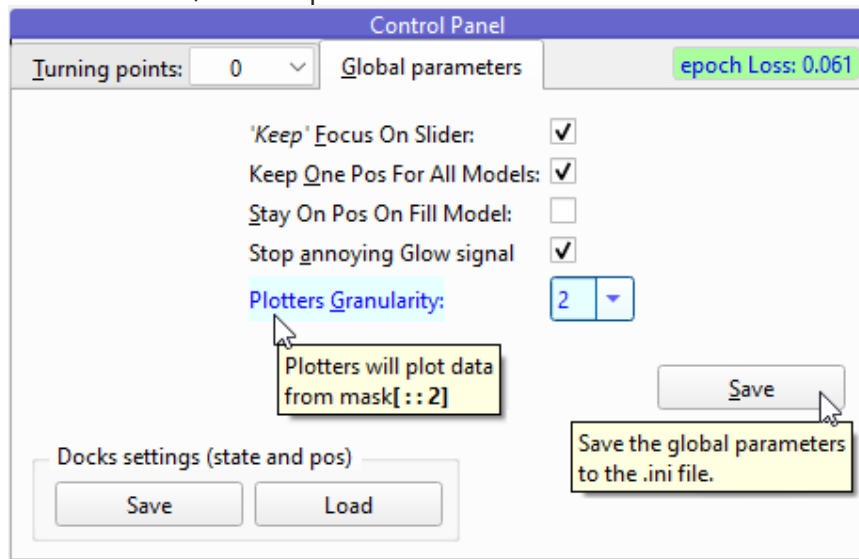 Control Panel
Turning points: 0 Global parameters epoch Loss: 0.061
'Keep' Focus On Slider:
Keep One Pos For All Models:
Stay On Pos On Fill Model:
Stop annoying Glow signal
Plotters Granularity: 2
Plotters will plot data
from mask[::2]
Save
Save the global parameters
to the .ini file.
Docks settings (state and pos)
Save Load